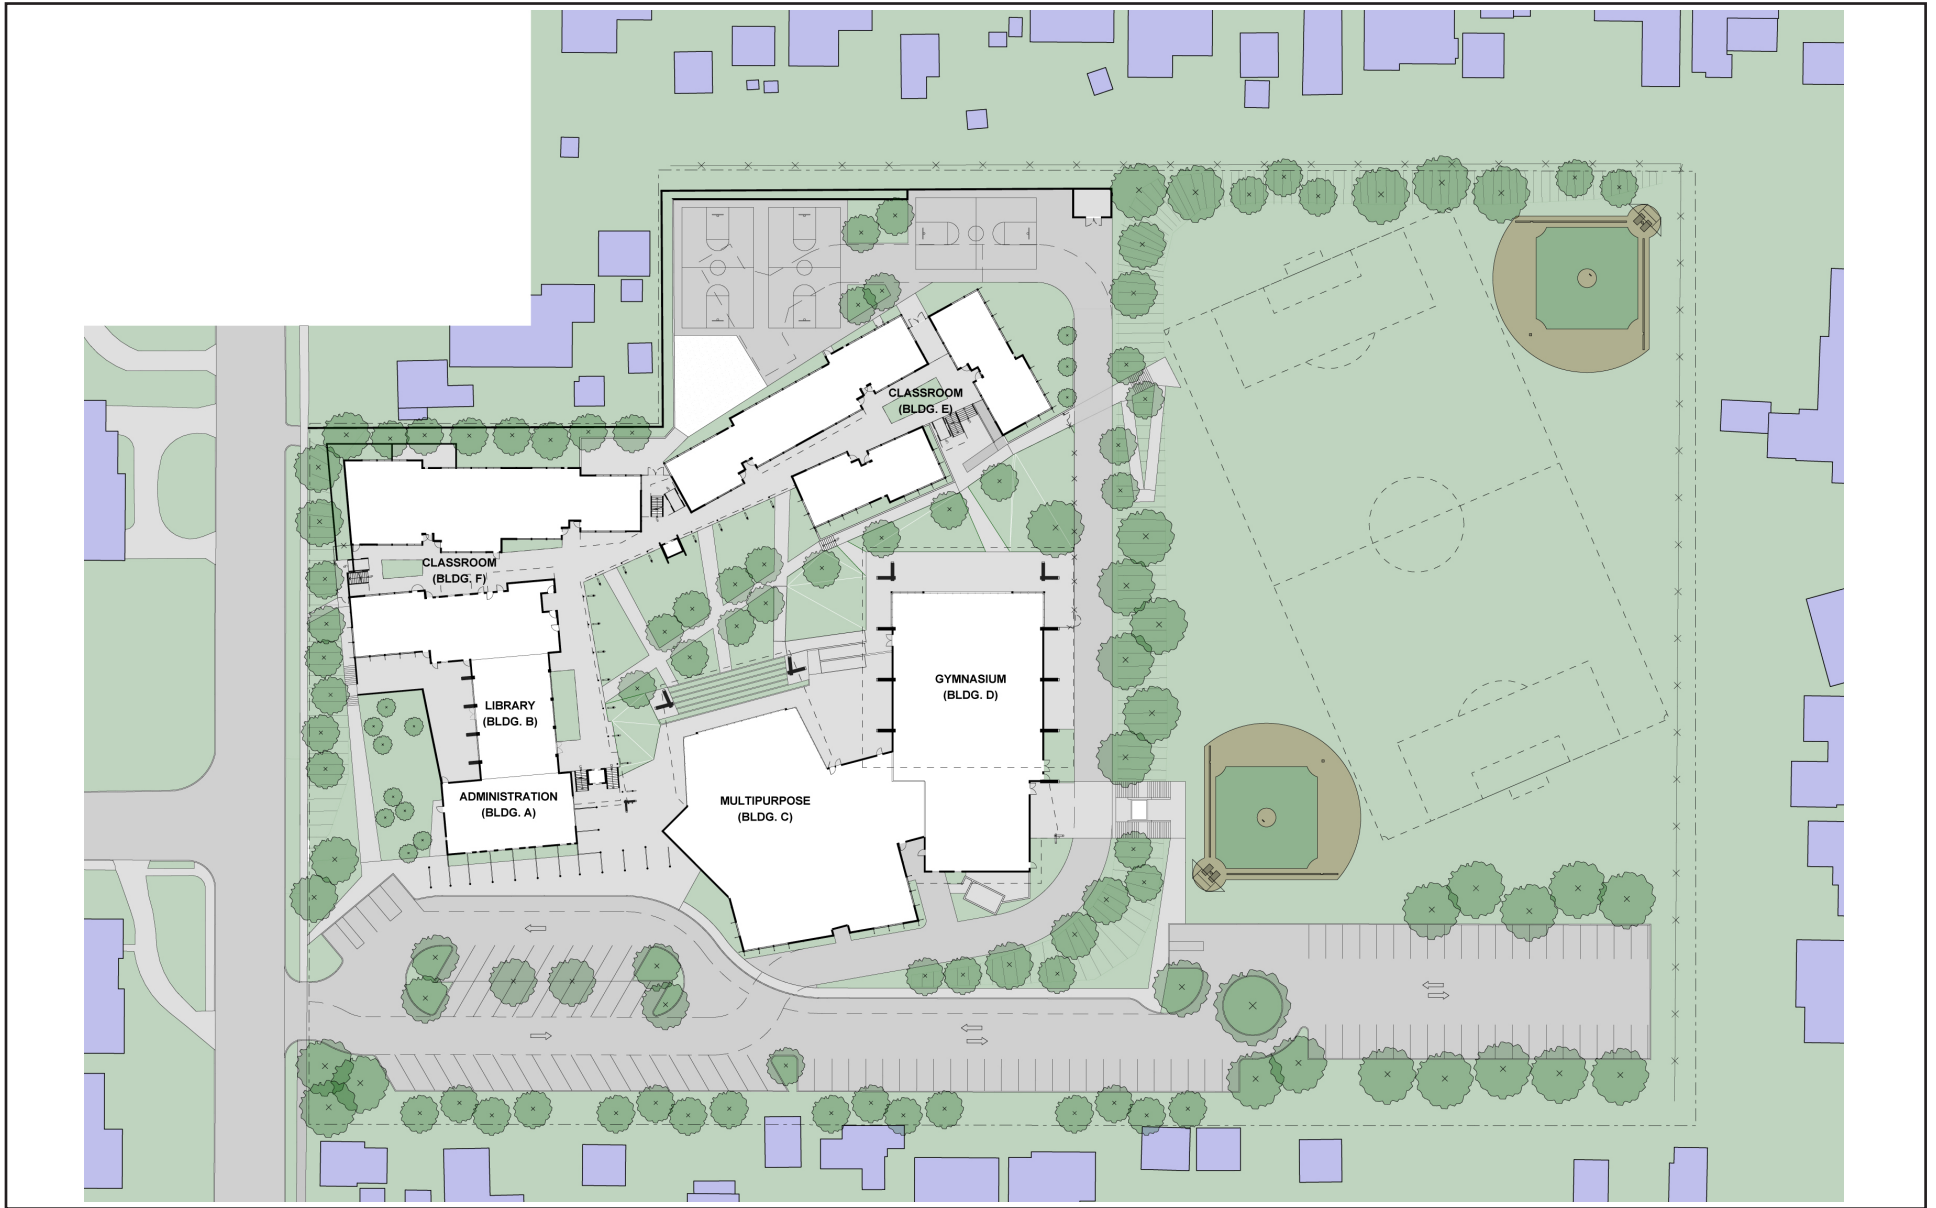 CLASSROOM
(BLDG. E)
CLASSROOM
(BLDG. F)
GYMNASIUM
(BLDG. D)
LIBRARY
(BLDG. B)
ADMINISTRATION
(BLDG. A)
MULTIPURPOSE
(BLDG. C)